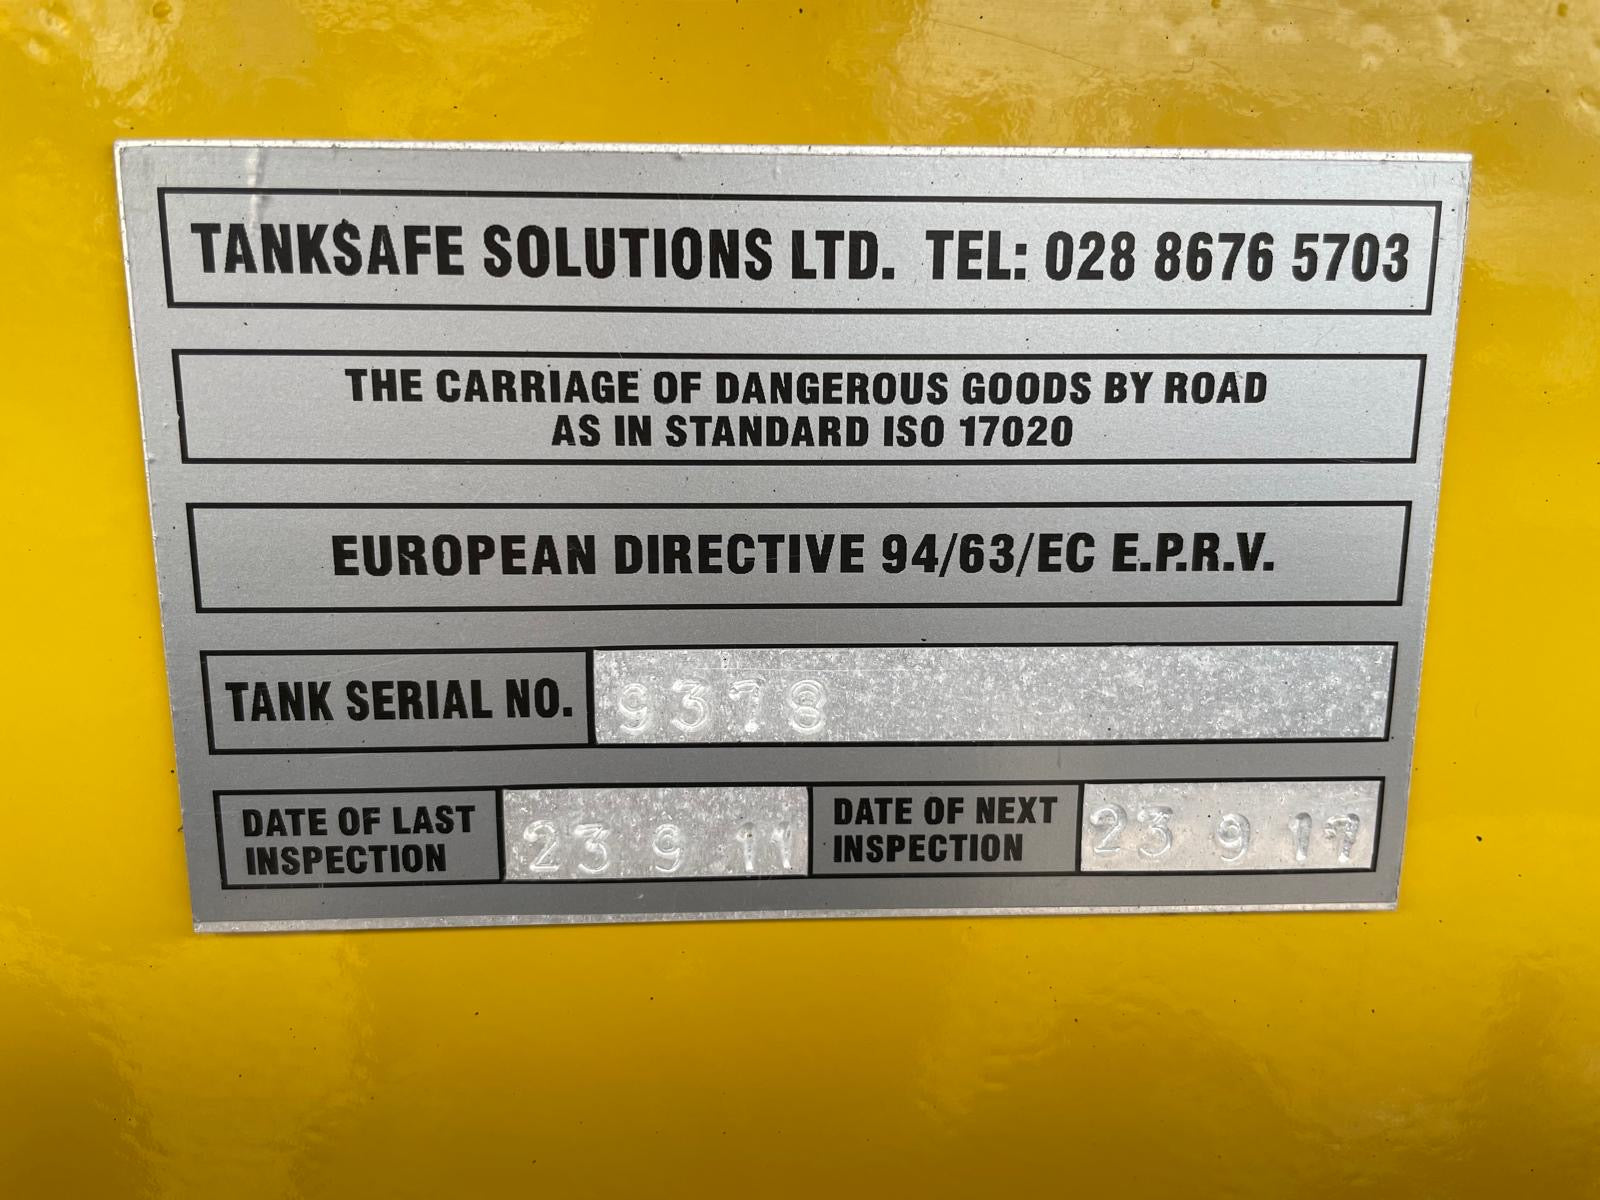 TANKSAFE SOLUTIONS LTD. TEL: 028 8676 5703
THE CARRIAGE OF DANGEROUS GOODS BY ROAD
AS IN STANDARD ISO 17020
EUROPEAN DIRECTIVE 94/63/EC E.P.R.V.
TANK SERIAL NO. 9378
DATE OF LAST
INSPECTION
23 9 11
DATE OF NEXT
INSPECTION
23 9 17